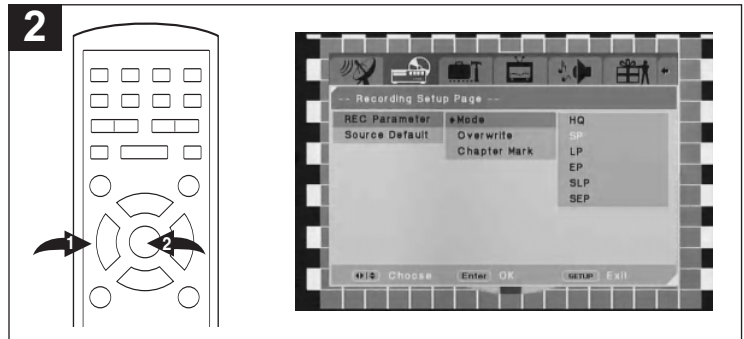 2
1
2
-- Recording Setup Page --
REC Parameter Mode HQ
Source Default Overwrite SP
Chapter Mark LP
EP
SLP
SEP
Choose Enter OK SETUP Exit